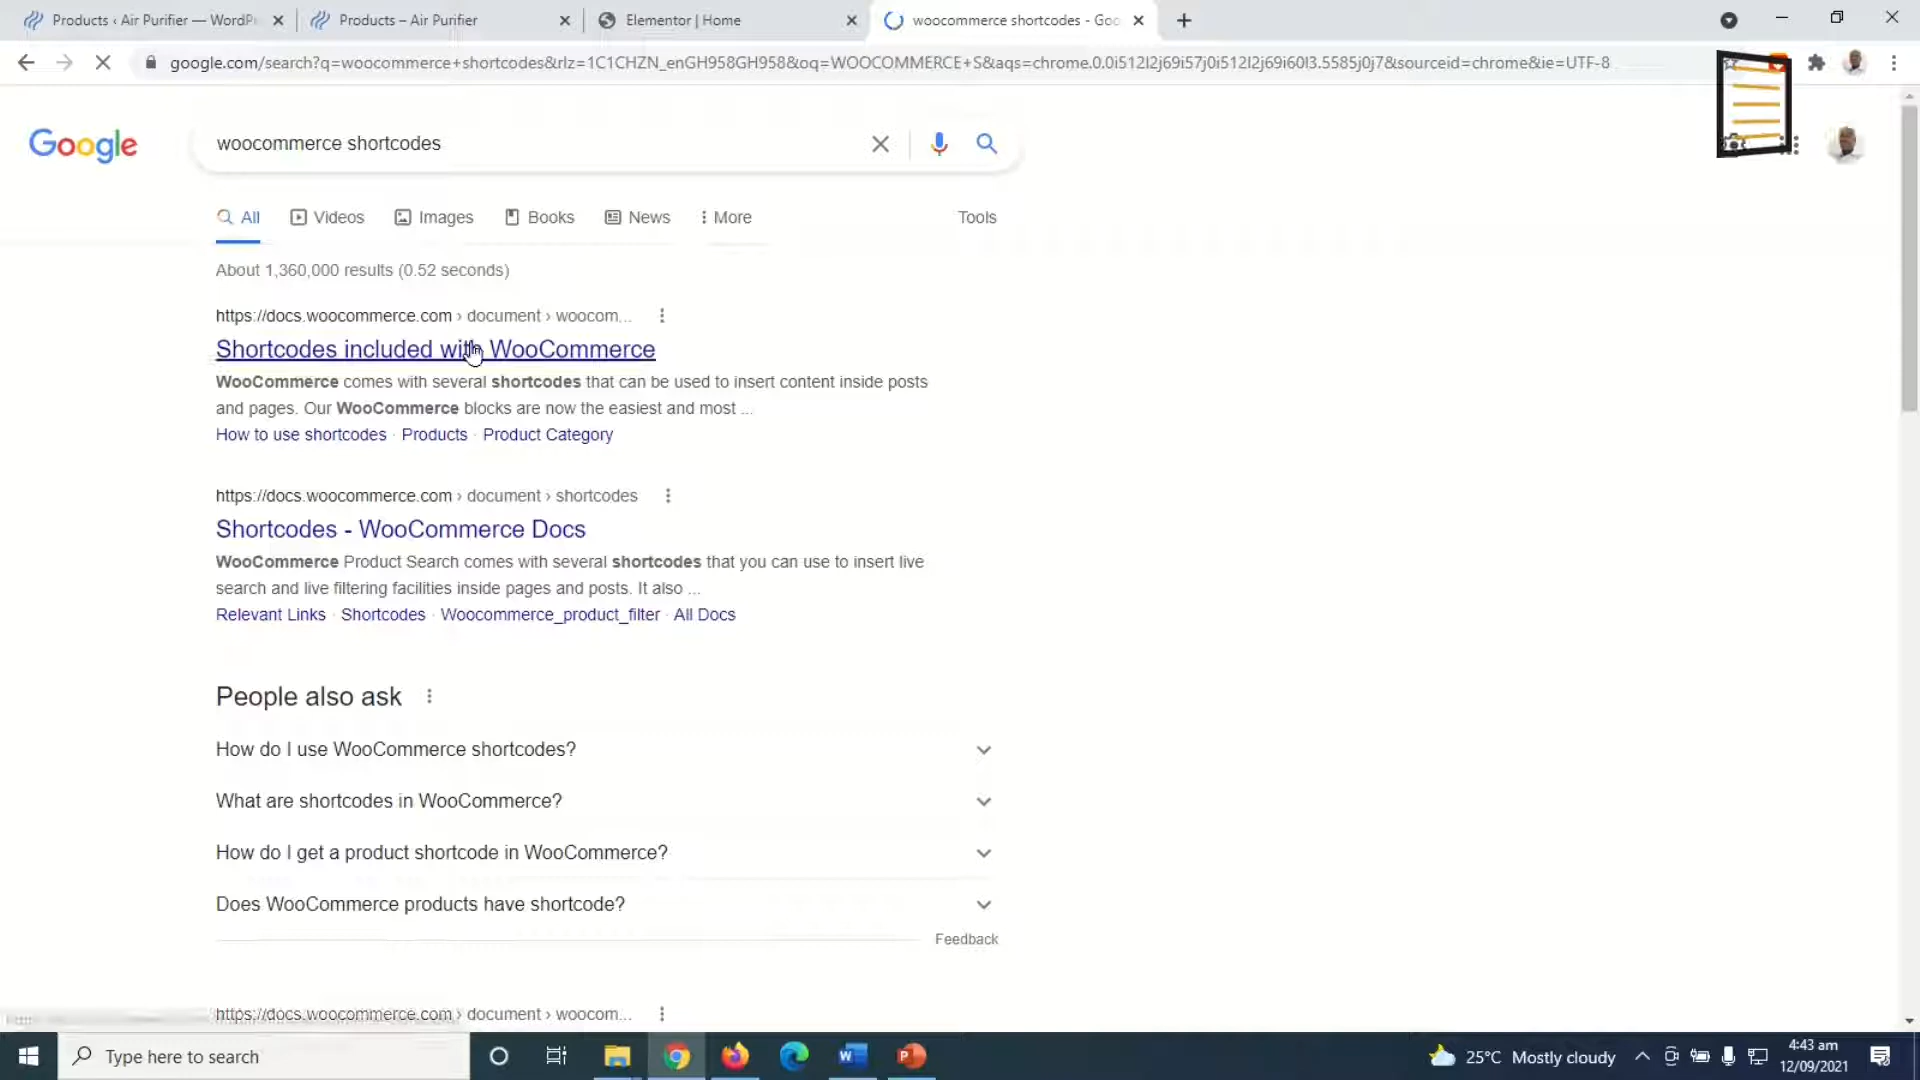 Products ‹ Air Purifier — WordP
Products – Air Purifier
Elementor | Home
woocommerce shortcodes - Goo
google.com/search?q=woocommerce+shortcodes&rlz=1C1CHZN_enGH958GH958&oq=WOOCOMMERCE+S&aqs=chrome.0.0i512l2j69i57j0i512l2j69i60l3.5585j0j7&sourceid=chrome&ie=UTF-8
Google
woocommerce shortcodes
All
Videos
Images
Books
News
More
Tools
About 1,360,000 results (0.52 seconds)
https://docs.woocommerce.com › document › woocom...
Shortcodes included with WooCommerce
WooCommerce comes with several shortcodes that can be used to insert content inside posts
and pages. Our WooCommerce blocks are now the easiest and most ...
How to use shortcodes · Products · Product Category
https://docs.woocommerce.com › document › shortcodes
Shortcodes - WooCommerce Docs
WooCommerce Product Search comes with several shortcodes that you can use to insert live
search and live filtering facilities inside pages and posts. It also ...
Relevant Links · Shortcodes · Woocommerce_product_filter · All Docs
People also ask
How do I use WooCommerce shortcodes?
What are shortcodes in WooCommerce?
How do I get a product shortcode in WooCommerce?
Does WooCommerce products have shortcode?
Feedback
https://docs.woocommerce.com › document › woocom...
Type here to search
25°C Mostly cloudy
4:43 am
12/09/2021